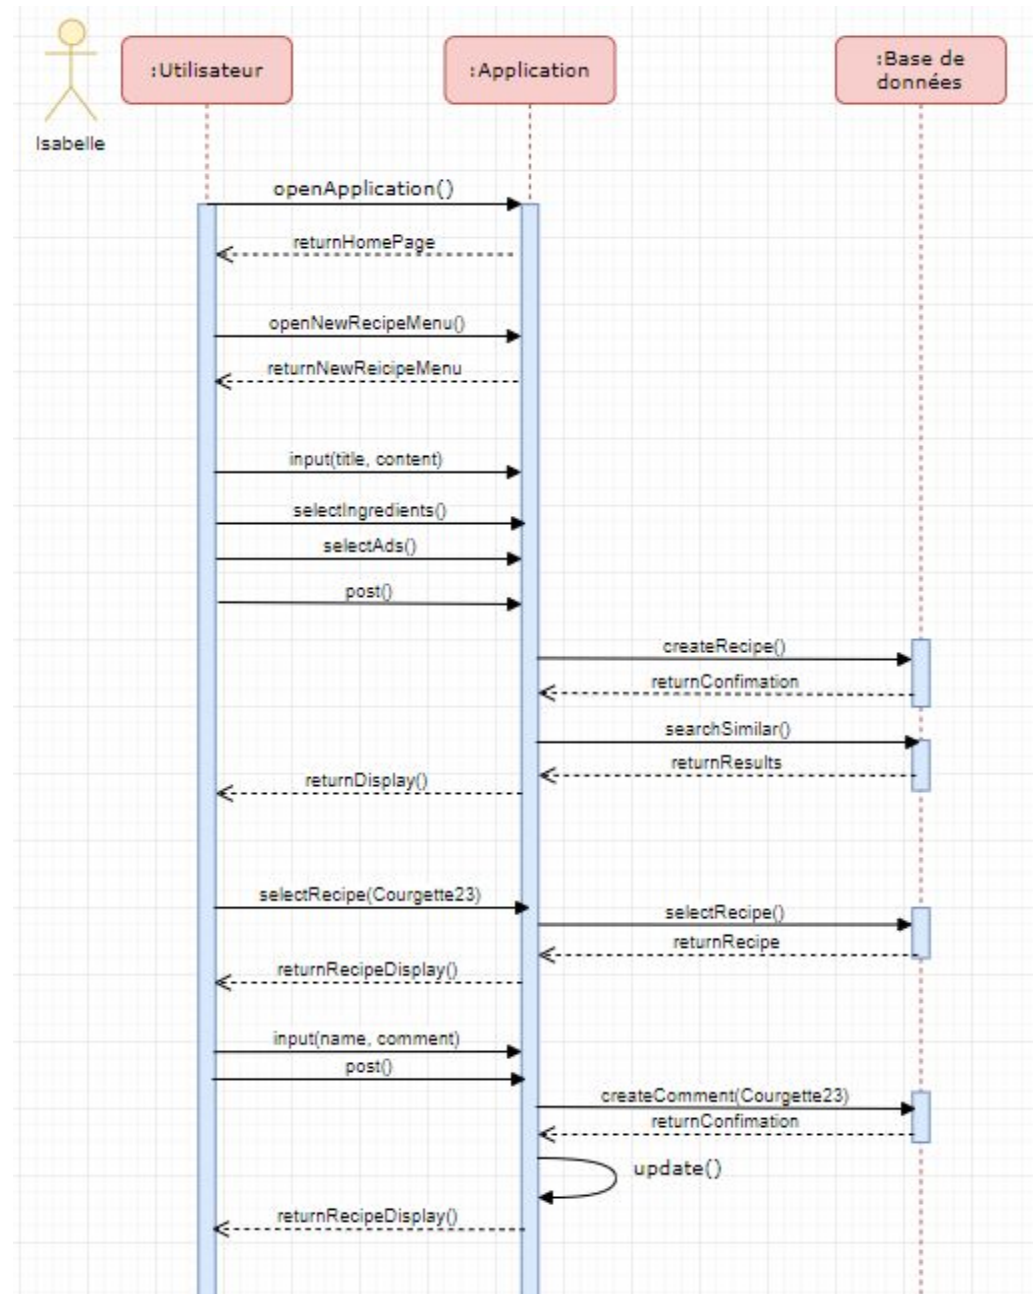 :Utilisateur
:Application
:Base de
données
Isabelle
openApplication()
returnHomePage
openNewRecipeMenu()
returnNewReicipeMenu
input(title, content)
selectIngredients()
selectAds()
post()
createRecipe()
returnConfimation
searchSimilar()
returnResults
returnDisplay()
selectRecipe(Courgette23)
selectRecipe()
returnRecipe
returnRecipeDisplay()
input(name, comment)
post()
createComment(Courgette23)
returnConfimation
update()
returnRecipeDisplay()